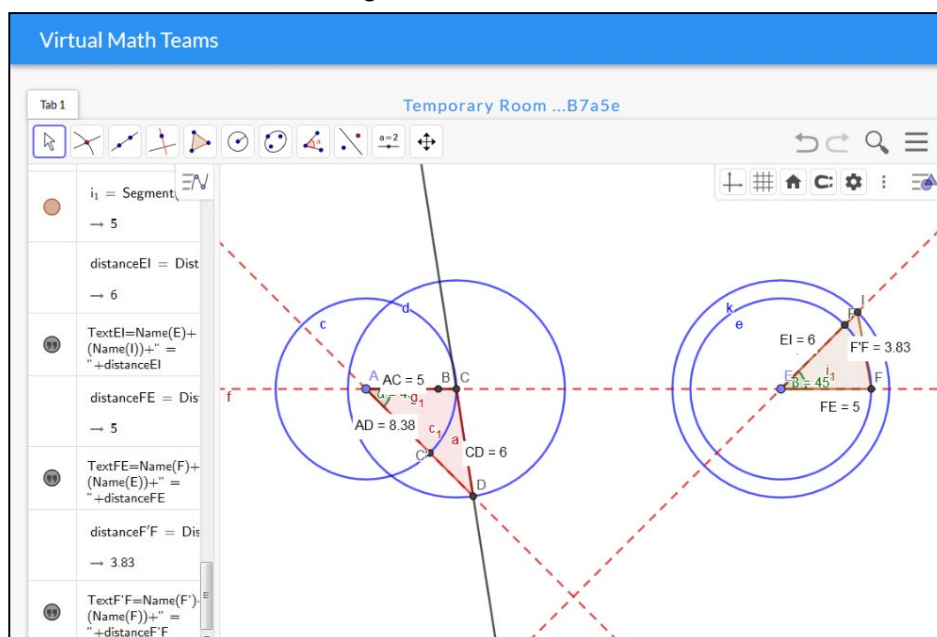 Virtual Math Teams
Tab 1
Temporary Room ...B7a5e
a=2
i₁ = Segment(
→ 5
distanceEI = Dist
→ 6
TextEI=Name(E)+
(Name(I))+" =
"+distanceEI
distanceFE = Dis
→ 5
TextFE=Name(F)+
(Name(E))+" =
"+distanceFE
distanceF'F = Dis
→ 3.83
TextF'F=Name(F')
(Name(F))+" =
"+distanceF'F
c
d
f
A
AC = 5
B
C
g₁
AD = 8.38
c₁
a
C'
CD = 6
D
k
e
I
EI = 6
F'F = 3.83
E
i₁
β = 45
F
FE = 5